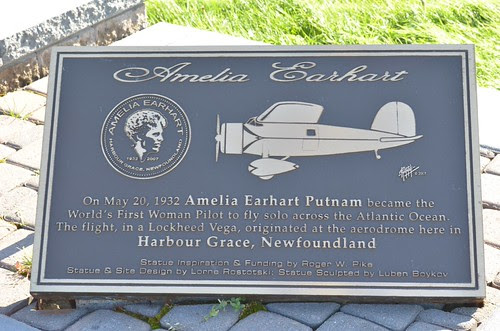 Amelia Earhart
AMELIA EARHART
1932 2007
HARBOUR GRACE, NEWFOUNDLAND
On May 20, 1932 Amelia Earhart Putnam became the
World's First Woman Pilot to fly solo across the Atlantic Ocean.
The flight, in a Lockheed Vega, originated at the aerodrome here in
Harbour Grace, Newfoundland
Statue Inspiration & Funding by Roger W. Pike
Statue & Site Design by Lorne Rostotski; Statue Sculpted by Luben Boykov